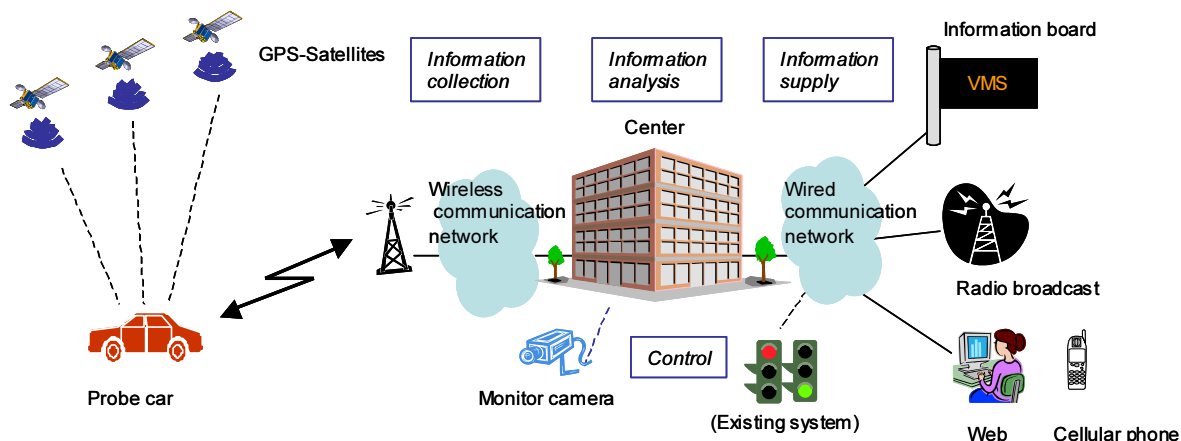 GPS-Satellites
Information
collection
Information
analysis
Information
supply
Information board
VMS
Center
Wireless
communication
network
Wired
communication
network
Radio broadcast
Probe car
Monitor camera
Control
(Existing system)
Web
Cellular phone